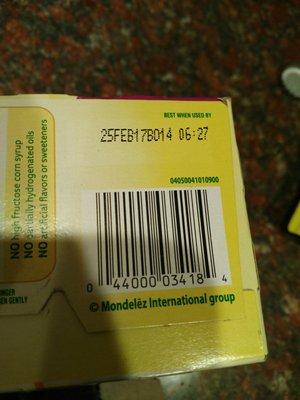 BEST WHEN USED BY
25FEB17B014 06:27
04050041010900
NO high fructose corn syrup
NO partially hydrogenated oils
NO artificial flavors or sweeteners
0 44000 03418 4
© Mondelēz International group
GENTLY